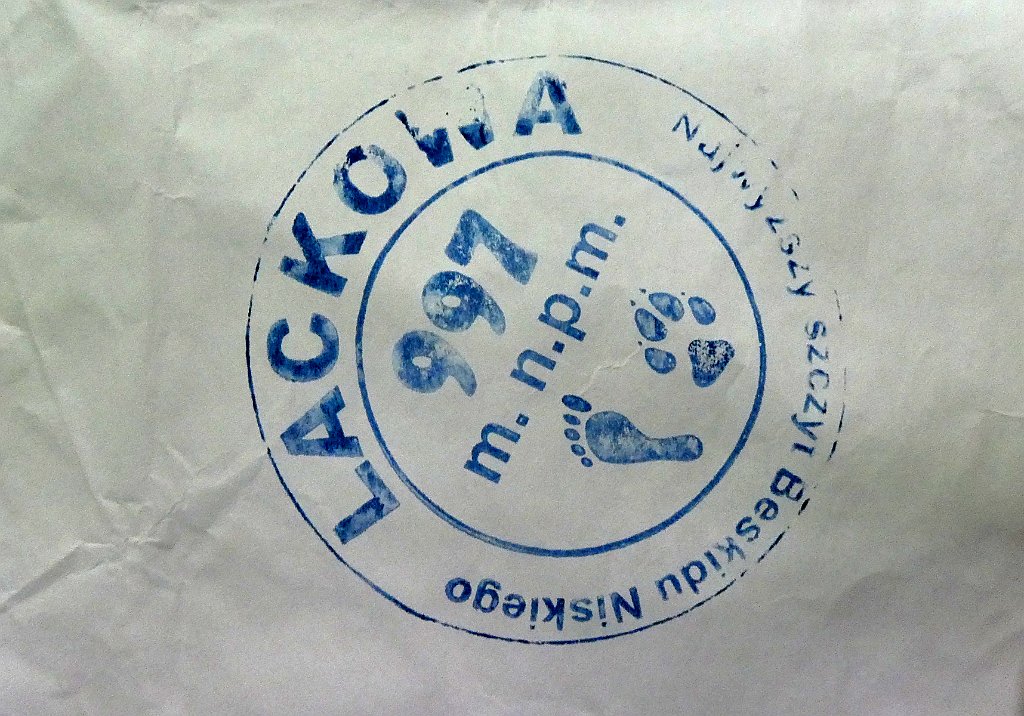 LACKOWA
997
m. n.p.m.
Najwyższy szczyt Beskidu Niskiego